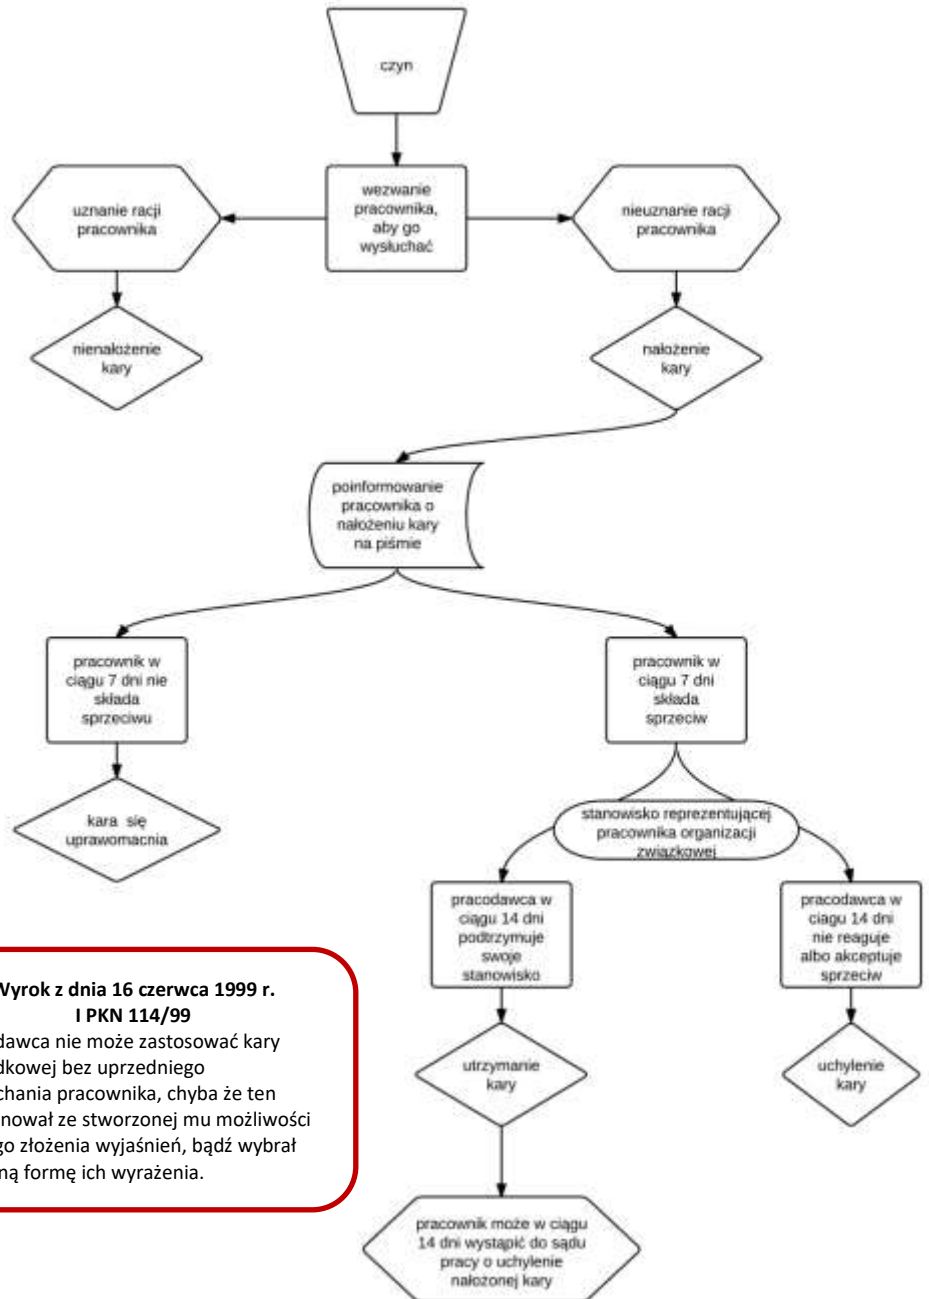 czyn
wezwanie
pracownika,
aby go
wysłuchać
uznanie racji
pracownika
nieuznanie racji
pracownika
nienałożenie
kary
nałożenie
kary
poinformowanie
pracownika o
nałożeniu kary
na piśmie
pracownik w
ciągu 7 dni nie
składa
sprzeciwu
pracownik w
ciągu 7 dni
składa
sprzeciw
kara się
uprawomacnia
stanowisko reprezentującej
pracownika organizacji
związkowej
pracodawca w
ciągu 14 dni
podtrzymuje
swoje
stanowisko
pracodawca w
ciagu 14 dni
nie reaguje
albo akceptuje
sprzeciw
utrzymanie
kary
uchylenie
kary
pracownik może w ciągu
14 dni wystąpić do sądu
pracy o uchylenie
nałożonej kary
Wyrok z dnia 16 czerwca 1999 r.
I PKN 114/99
dawca nie może zastosować kary
dkowej bez uprzedniego
chania pracownika, chyba że ten
nował ze stworzonej mu możliwości
go złożenia wyjaśnień, bądź wybrał
ną formę ich wyrażenia.